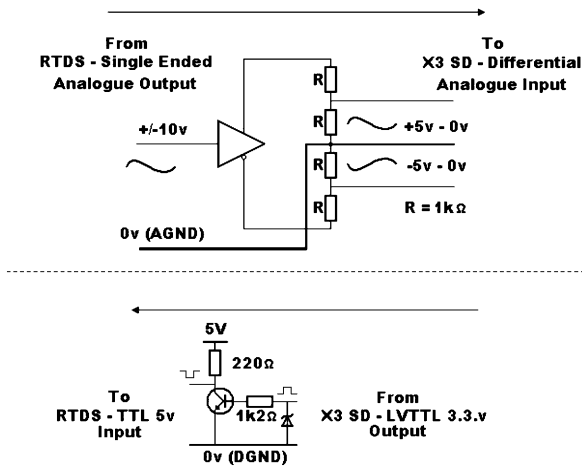 From
RTDS - Single Ended
Analogue Output
To
X3 SD - Differential
Analogue Input
R
R
R
R
+/-10v
+5v - 0v
-5v - 0v
R = 1kΩ
0v (AGND)
5V
220Ω
1k2Ω
To
RTDS - TTL 5v
Input
From
X3 SD - LVTTL 3.3.v
Output
0v (DGND)